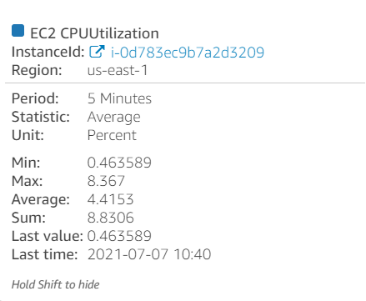 EC2 CPUUtilization
InstanceId: i-0d783ec9b7a2d3209
Region: us-east-1
Period: 5 Minutes
Statistic: Average
Unit: Percent
Min: 0.463589
Max: 8.367
Average: 4.4153
Sum: 8.8306
Last value: 0.463589
Last time: 2021-07-07 10:40
Hold Shift to hide